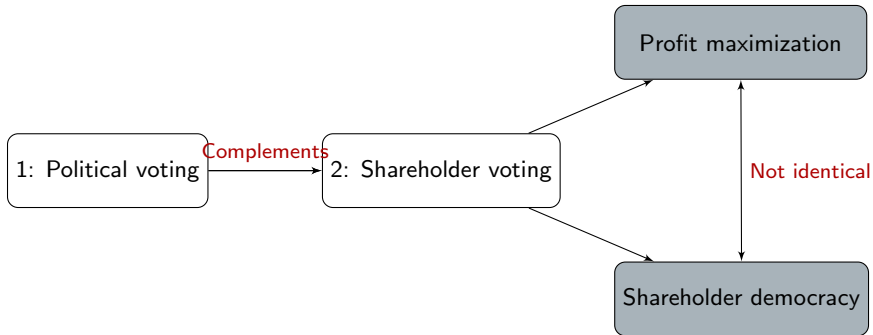 Profit maximization
1: Political voting
Complements
2: Shareholder voting
Not identical
Shareholder democracy